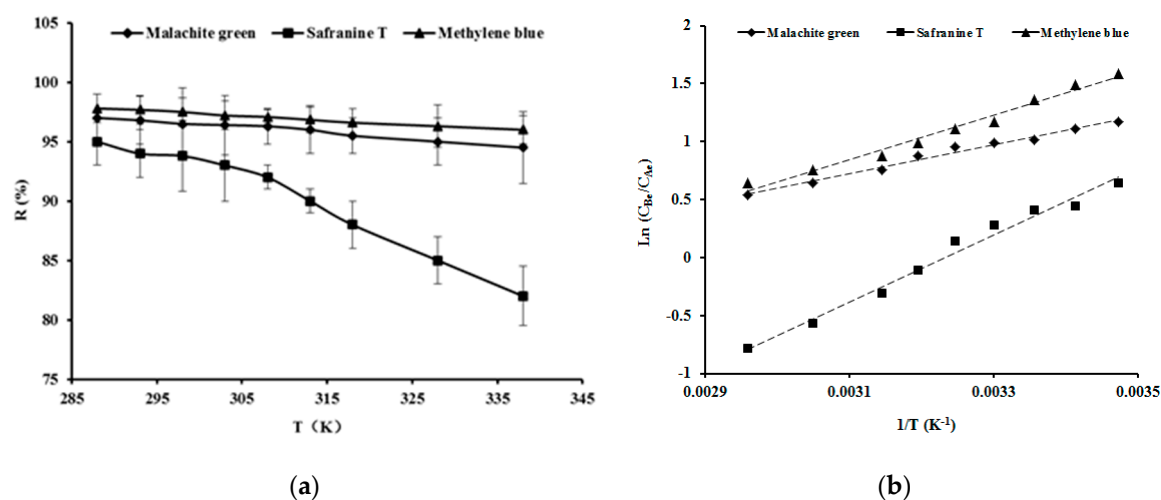 Malachite green Safranine T Methylene blue
105
100
95
90
85
80
75
R (%)
285 295 305 315 325 335 345
T (K)
(a)
Malachite green Safranine T Methylene blue
2
1.5
1
0.5
0
-0.5
-1
Ln (C_Be/C_Ae)
0.0029 0.0031 0.0033 0.0035
1/T (K⁻¹)
(b)